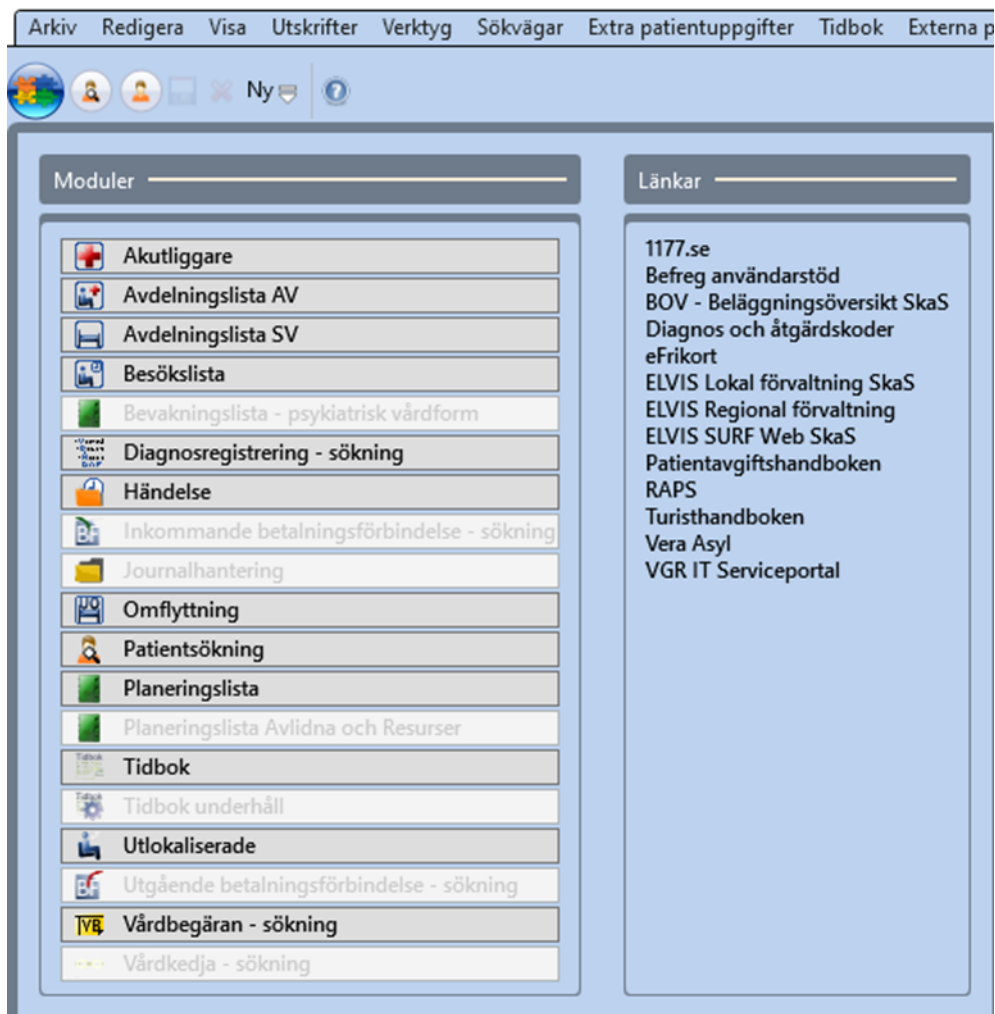 Arkiv Redigera Visa Utskrifter Verktyg Sökvägar Extra patientuppgifter Tidbok Externa p
Ny
Moduler
Akutliggare
Avdelningslista AV
Avdelningslista SV
Besökslista
Bevakningslista - psykiatrisk vårdform
Diagnosregistrering - sökning
Händelse
Inkommande betalningsförbindelse - sökning
Journalhantering
Omflyttning
Patientsökning
Planeringslista
Planeringslista Avlidna och Resurser
Tidbok
Tidbok underhåll
Utlokaliserade
Utgående betalningsförbindelse - sökning
VB Vårdbegäran - sökning
Vårdkedja - sökning
Länkar
1177.se
Befreg användarstöd
BOV - Beläggningsöversikt SkaS
Diagnos och åtgärdskoder
eFrikort
ELVIS Lokal förvaltning SkaS
ELVIS Regional förvaltning
ELVIS SURF Web SkaS
Patientavgiftshandboken
RAPS
Turisthandboken
Vera Asyl
VGR IT Serviceportal